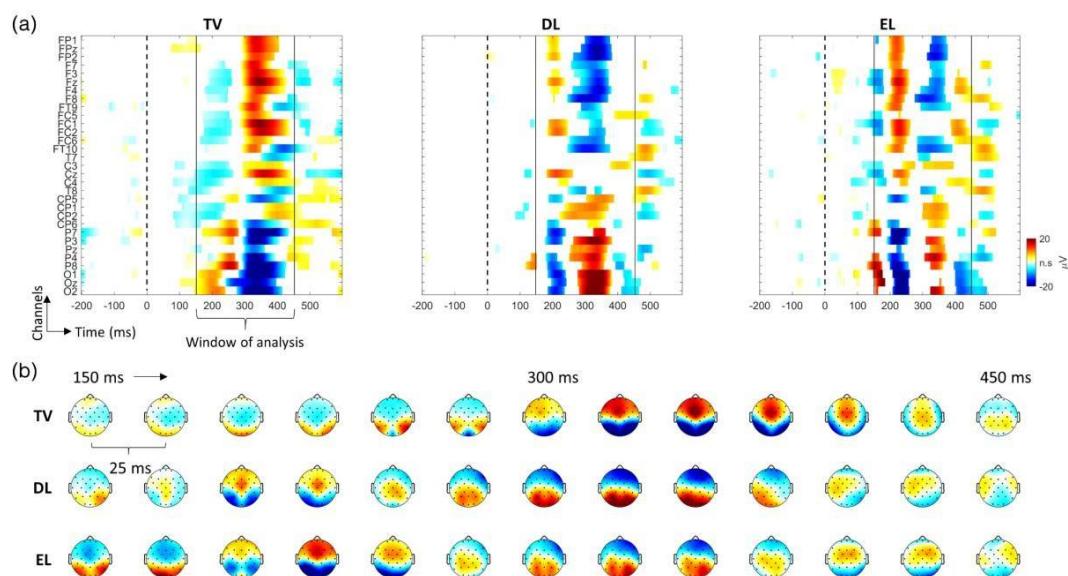 (a)
TV
DL
EL
FP1
FPz
FP2
F7
F3
Fz
F4
F8
FT9
FC5
FC1
FC2
FC6
FT10
T7
C3
Cz
C4
T8
CP5
CP1
CP2
CP6
P7
P3
Pz
P4
P8
O1
Oz
O2
-200 -100 0 100 200 300 400 500
-200 -100 0 100 200 300 400 500
-200 -100 0 100 200 300 400 500
20
n.s
-20
μV
Channels
Time (ms)
Window of analysis
(b)
150 ms
300 ms
450 ms
TV
25 ms
DL
EL